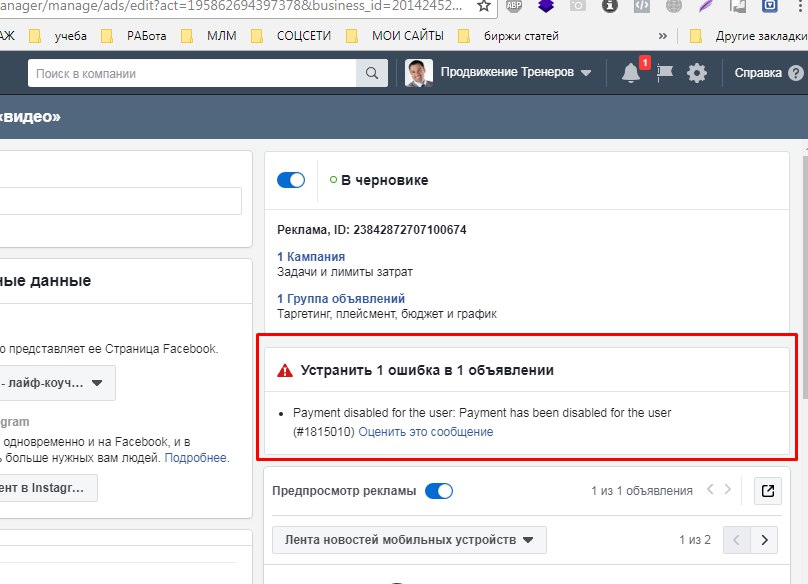 anager/manage/ads/edit?act=195862694397378&business_id=20142452...
АЖ учеба РАБота МЛМ СОЦСЕТИ МОИ САЙТЫ биржи статей » Другие закладки
Поиск в компании Продвижение Тренеров 1 Справка ?
«видео»
В черновике
Реклама, ID: 23842872707100674
1 Кампания
Задачи и лимиты затрат
1 Группа объявлений
Таргетинг, плейсмент, бюджет и график
ные данные
о представляет ее Страница Facebook.
- лайф-коуч...
gram
одновременно и на Facebook, и в
ь больше нужных вам людей. Подробнее.
ент в Instagr...
Устранить 1 ошибка в 1 объявлении
Payment disabled for the user: Payment has been disabled for the user
(#1815010) Оценить это сообщение
Предпросмотр рекламы 1 из 1 объявления
Лента новостей мобильных устройств 1 из 2